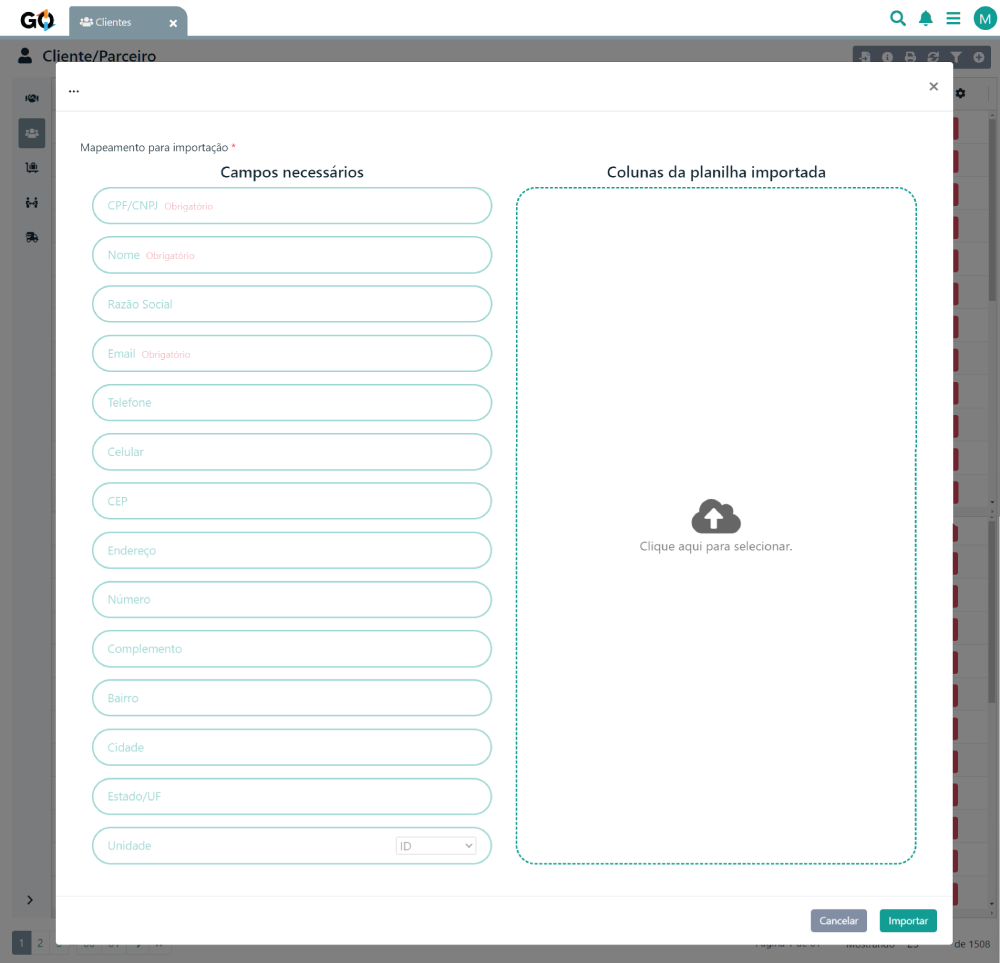 GQ
Clientes ×
M
Cliente/Parceiro
...
×
Mapeamento para importação *
Campos necessários
Colunas da planilha importada
CPF/CNPJ Obrigatório
Nome Obrigatório
Razão Social
Email Obrigatório
Telefone
Celular
CEP
Endereço
Número
Complemento
Bairro
Cidade
Estado/UF
Unidade ID
Clique aqui para selecionar.
Cancelar
Importar
1 2
de 1508